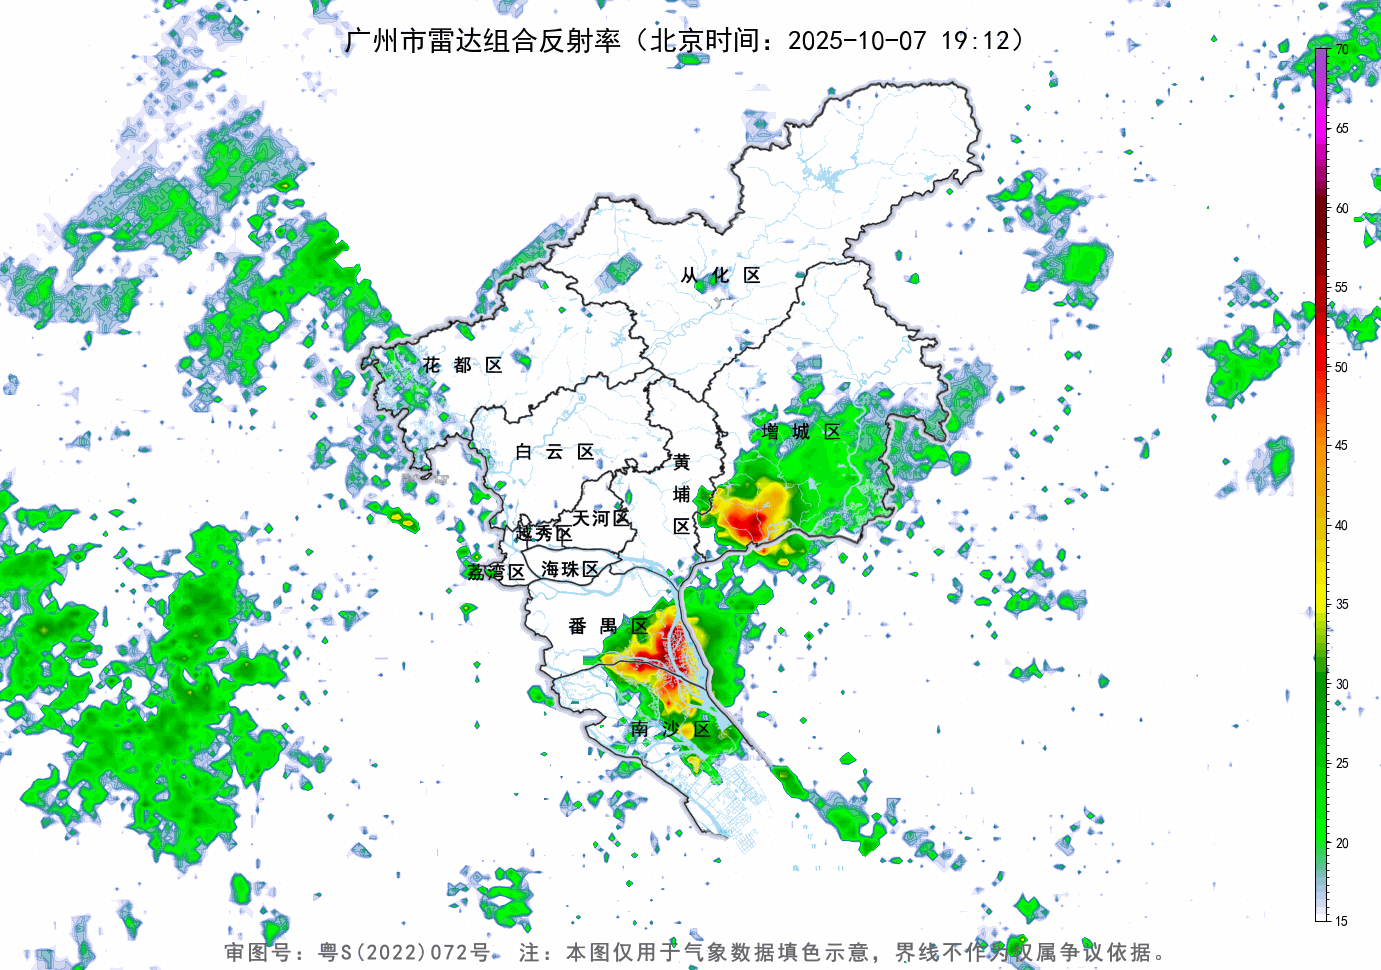 广州市雷达组合反射率（北京时间：2025-10-07 19:12）
70
65
60
55
50
45
40
35
30
25
20
15
从化区
花都区
增城区
白云区
黄埔区
天河区
越秀区
荔湾区
海珠区
番禺区
南沙区
审图号：粤S(2022)072号 注：本图仅用于气象数据填色示意，界线不作为权属争议依据。